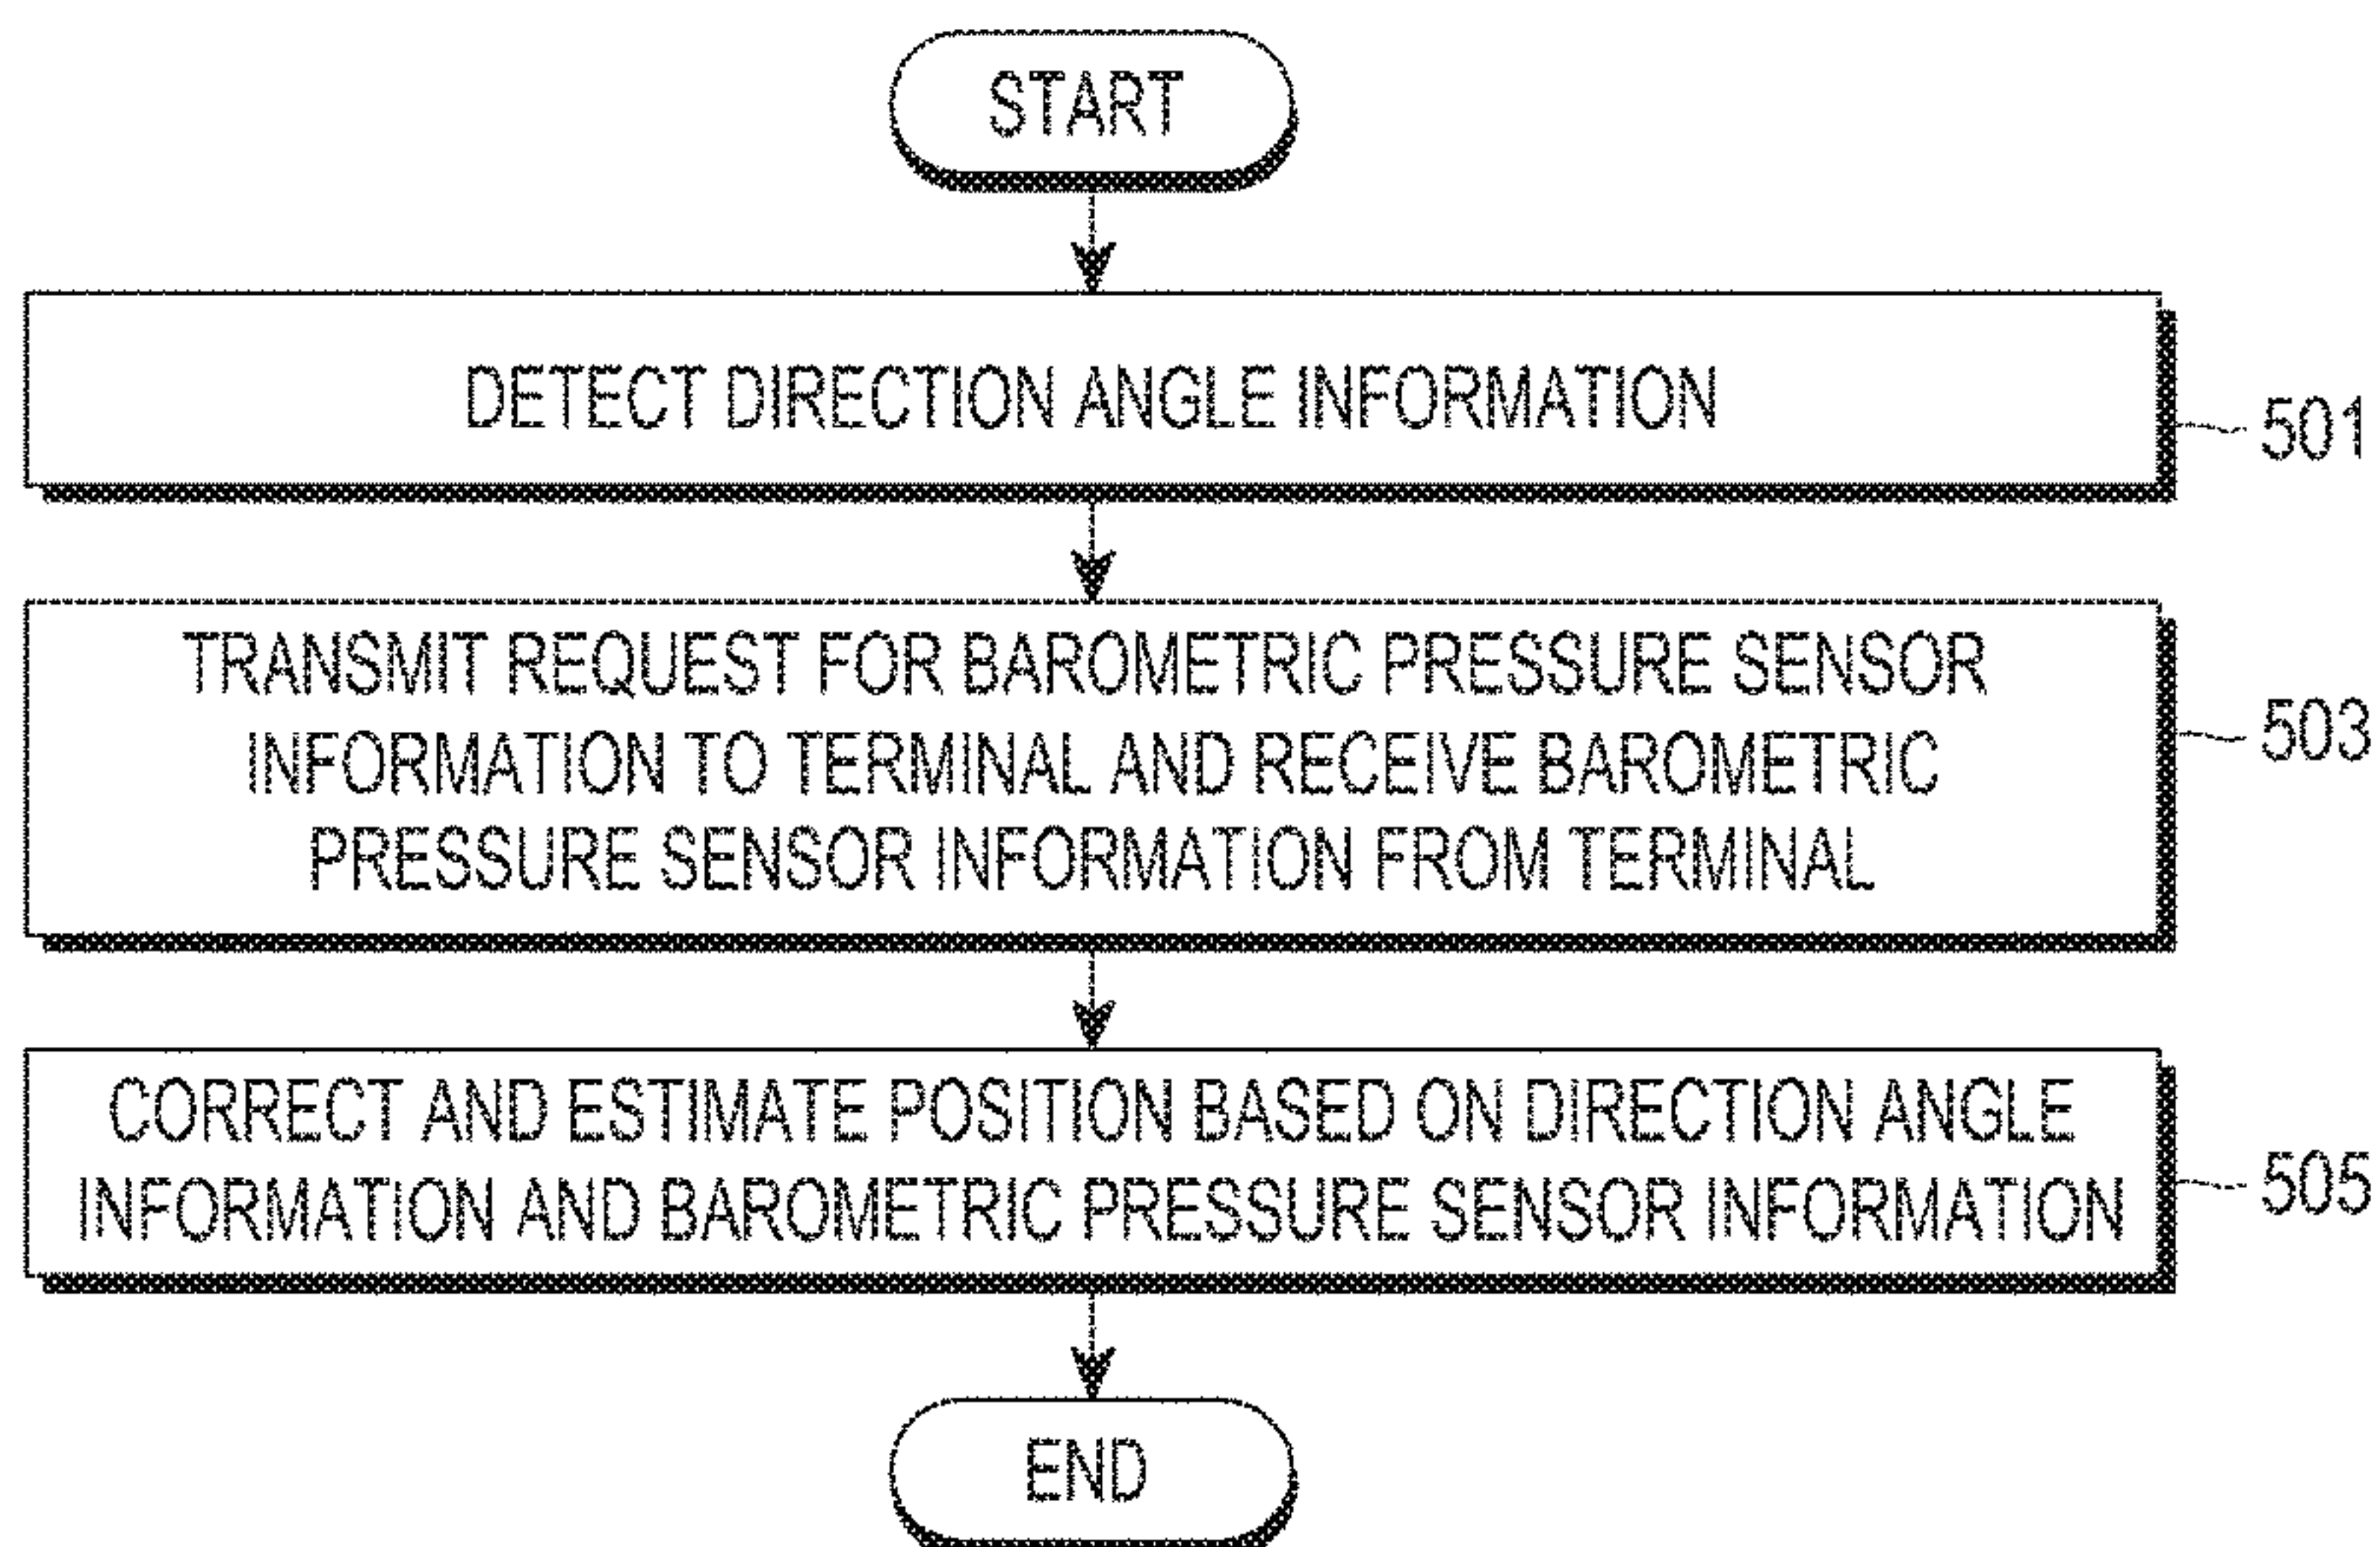 START
DETECT DIRECTION ANGLE INFORMATION
501
TRANSMIT REQUEST FOR BAROMETRIC PRESSURE SENSOR
INFORMATION TO TERMINAL AND RECEIVE BAROMETRIC
PRESSURE SENSOR INFORMATION FROM TERMINAL
503
CORRECT AND ESTIMATE POSITION BASED ON DIRECTION ANGLE
INFORMATION AND BAROMETRIC PRESSURE SENSOR INFORMATION
505
END